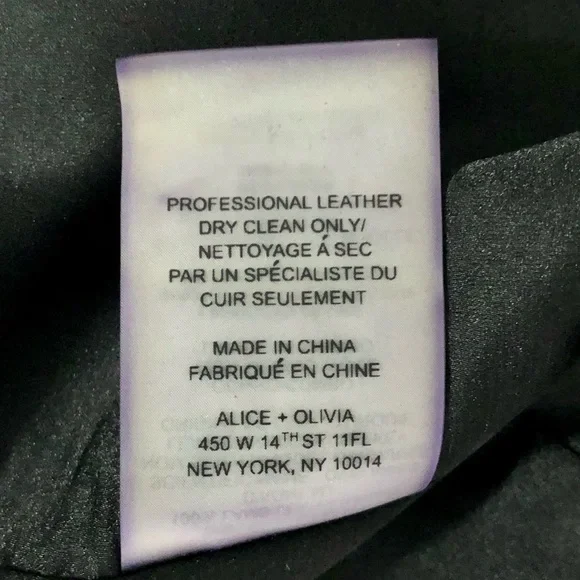 PROFESSIONAL LEATHER
DRY CLEAN ONLY/
NETTOYAGE Á SEC
PAR UN SPÉCIALISTE DU
CUIR SEULEMENT
MADE IN CHINA
FABRIQUÉ EN CHINE
ALICE + OLIVIA
450 W 14TH ST 11FL
NEW YORK, NY 10014